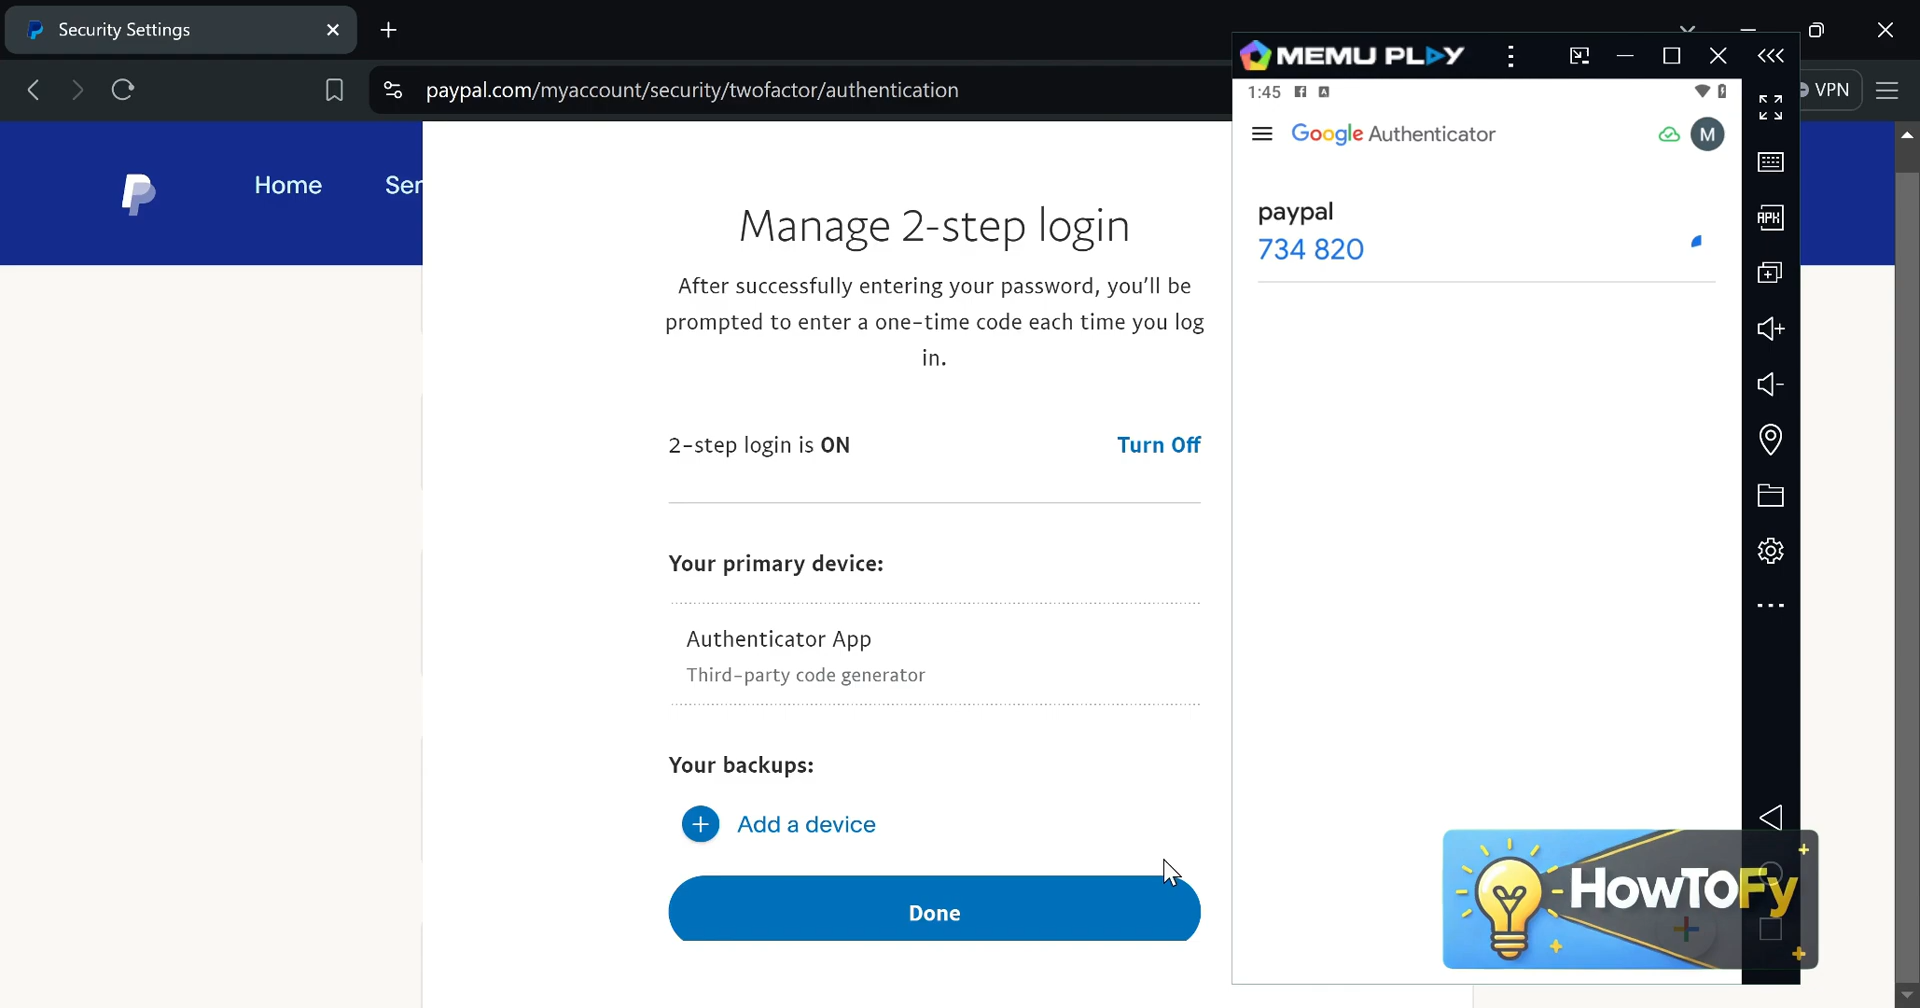 Security Settings
paypal.com/myaccount/security/twofactor/authentication
VPN
Home
Ser
Manage 2-step login
After successfully entering your password, you'll be
prompted to enter a one-time code each time you log
in.
2-step login is ON
Turn Off
Your primary device:
Authenticator App
Third-party code generator
Your backups:
Add a device
Done
MEMU PLAY
1:45
Google Authenticator
M
paypal
734 820
APK
HowToFy